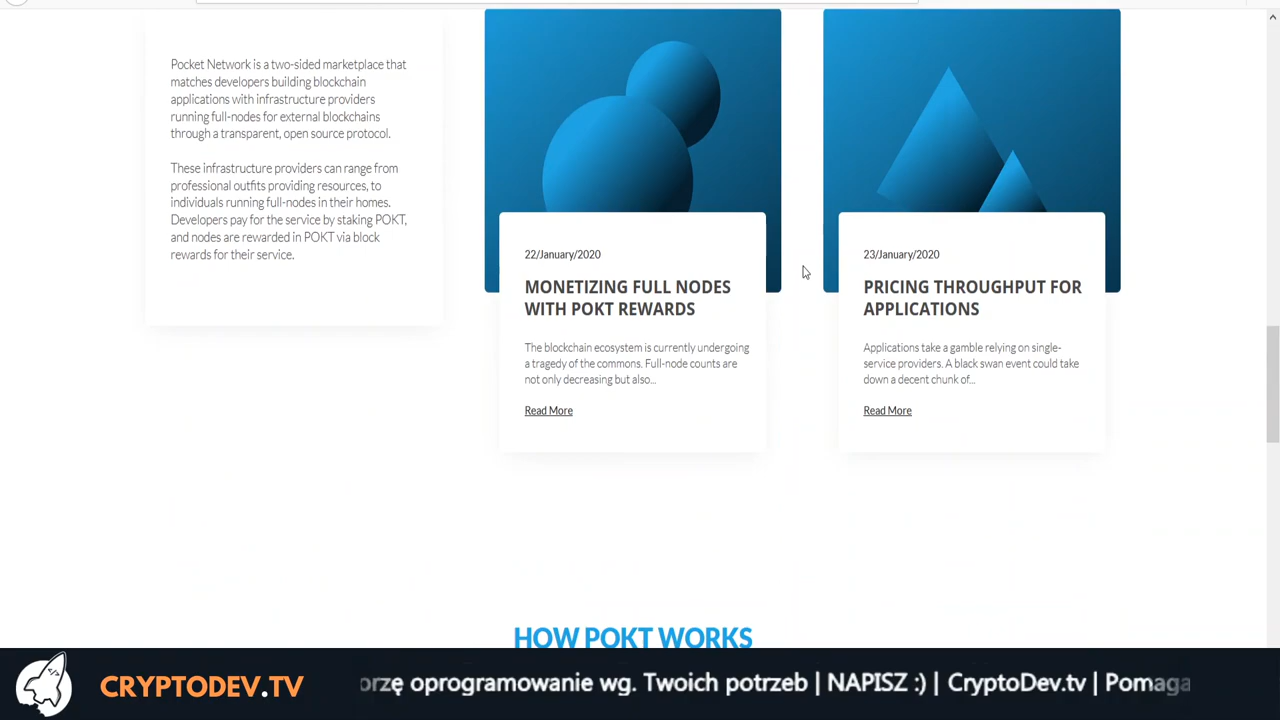 Pocket Network is a two-sided marketplace that
matches developers building blockchain
applications with infrastructure providers
running full-nodes for external blockchains
through a transparent, open source protocol.
These infrastructure providers can range from
professional outfits providing resources, to
individuals running full-nodes in their homes.
Developers pay for the service by staking POKT,
and nodes are rewarded in POKT via block
rewards for their service.
22/January/2020
MONETIZING FULL NODES
WITH POKT REWARDS
The blockchain ecosystem is currently undergoing
a tragedy of the commons. Full-node counts are
not only decreasing but also...
Read More
23/January/2020
PRICING THROUGHPUT FOR
APPLICATIONS
Applications take a gamble relying on single-
service providers. A black swan event could take
down a decent chunk of...
Read More
HOW POKT WORKS
CRYPTODEV.TV
orzę oprogramowanie wg. Twoich potrzeb | NAPISZ :) | CryptoDev.tv | Pomaga